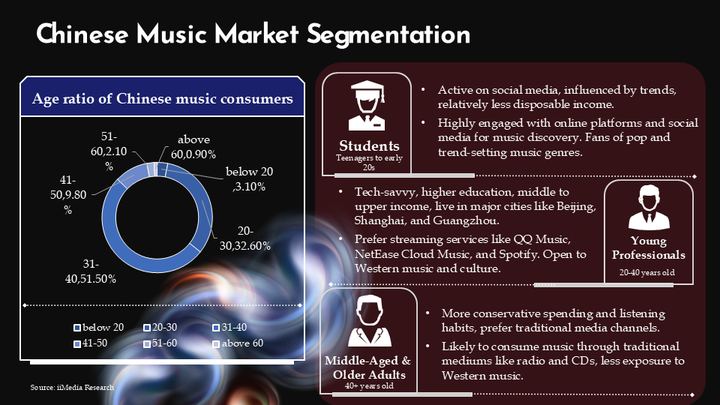 Chinese Music Market Segmentation
Age ratio of Chinese music consumers
51-
60,2.10
%
above
60,0.90%
41-
50,9.80
%
below 20
,3.10%
20-
30,32.60%
31-
40,51.50%
below 20
20-30
31-40
41-50
51-60
above 60
Source: iiMedia Research
Students
Teenagers to early
20s
• Active on social media, influenced by trends,
relatively less disposable income.
• Highly engaged with online platforms and social
media for music discovery. Fans of pop and
trend-setting music genres.
• Tech-savvy, higher education, middle to
upper income, live in major cities like Beijing,
Shanghai, and Guangzhou.
• Prefer streaming services like QQ Music,
NetEase Cloud Music, and Spotify. Open to
Western music and culture.
Young
Professionals
20-40 years old
Middle-Aged &
Older Adults
40+ years old
• More conservative spending and listening
habits, prefer traditional media channels.
• Likely to consume music through traditional
mediums like radio and CDs, less exposure to
Western music.